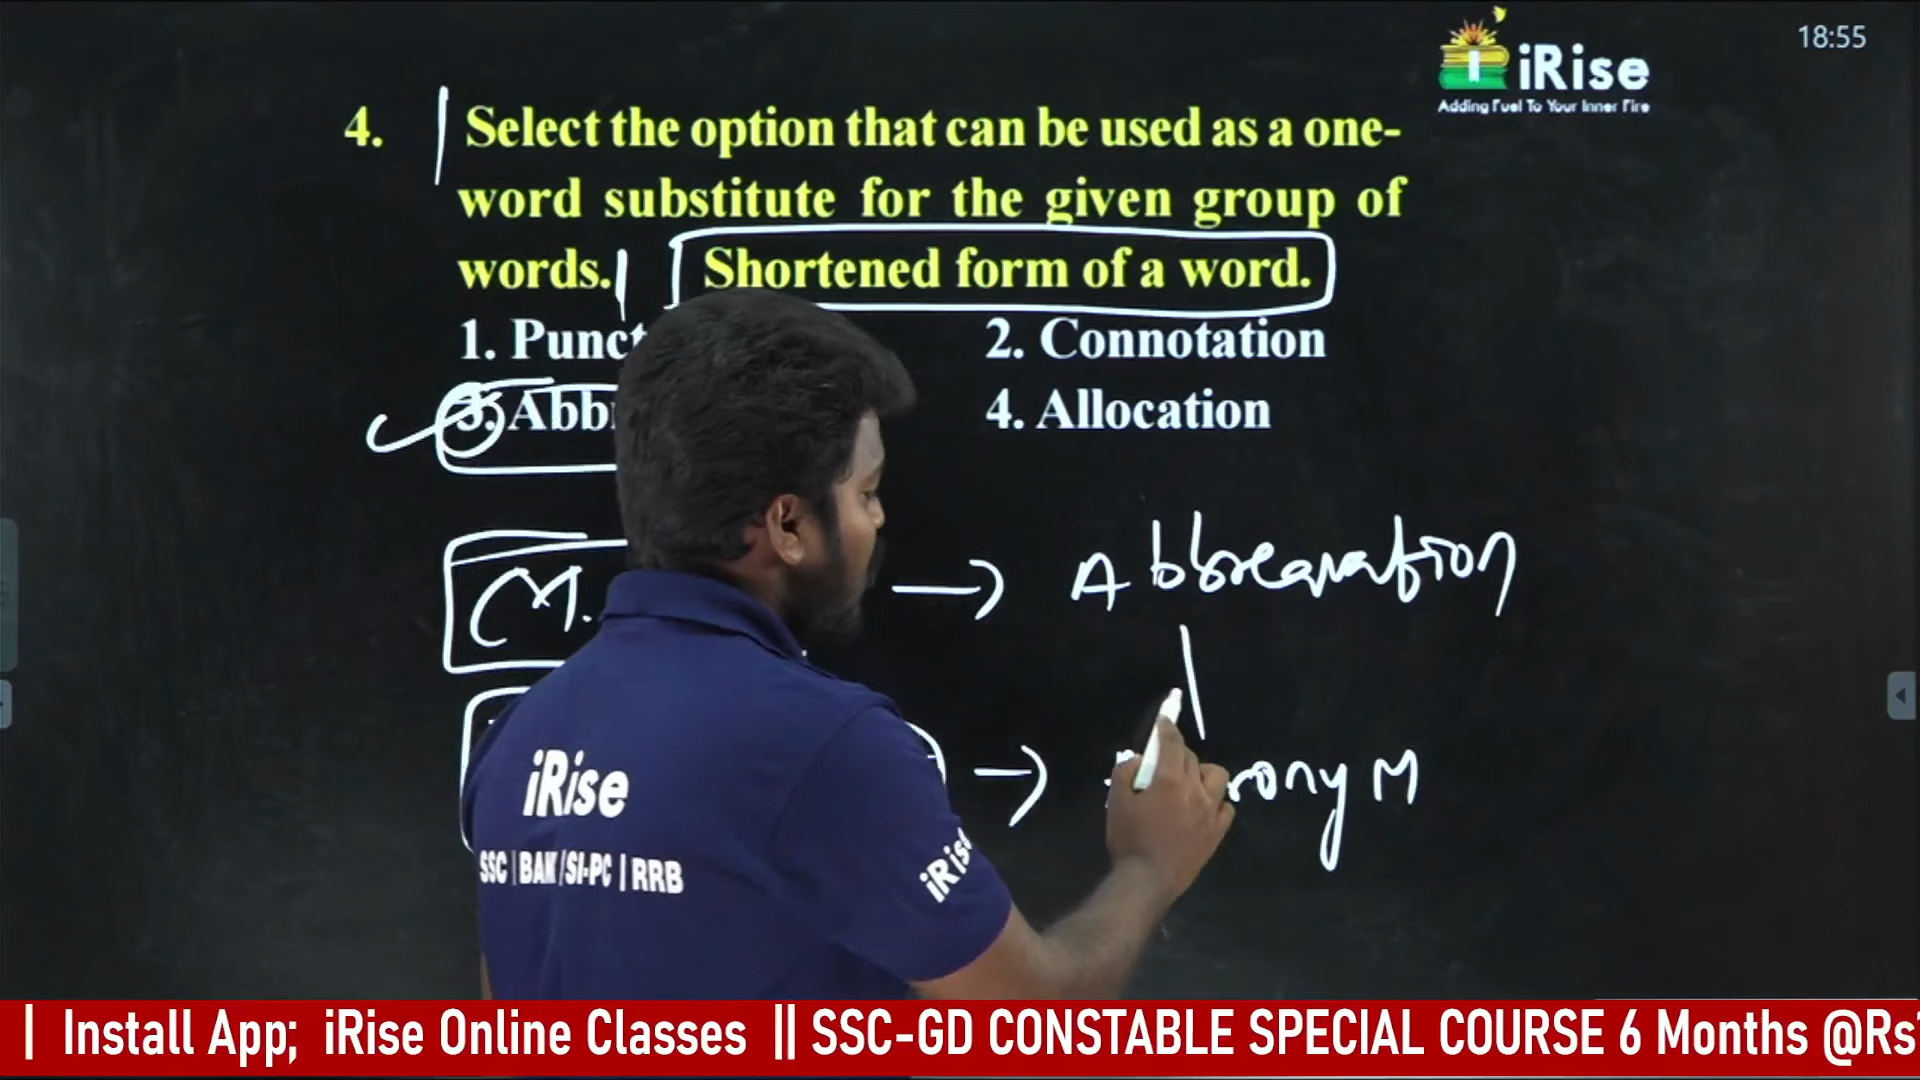 iRise
Adding Fuel To Your Inner Fire
18:55
4. Select the option that can be used as a one-
word substitute for the given group of
words. Shortened form of a word.
1. Punct
2. Connotation
3. Abb
4. Allocation
M.
iRise
SSC | BANK/SI-PC | RRB
iRise
| Install App; iRise Online Classes || SSC-GD CONSTABLE SPECIAL COURSE 6 Months @Rs